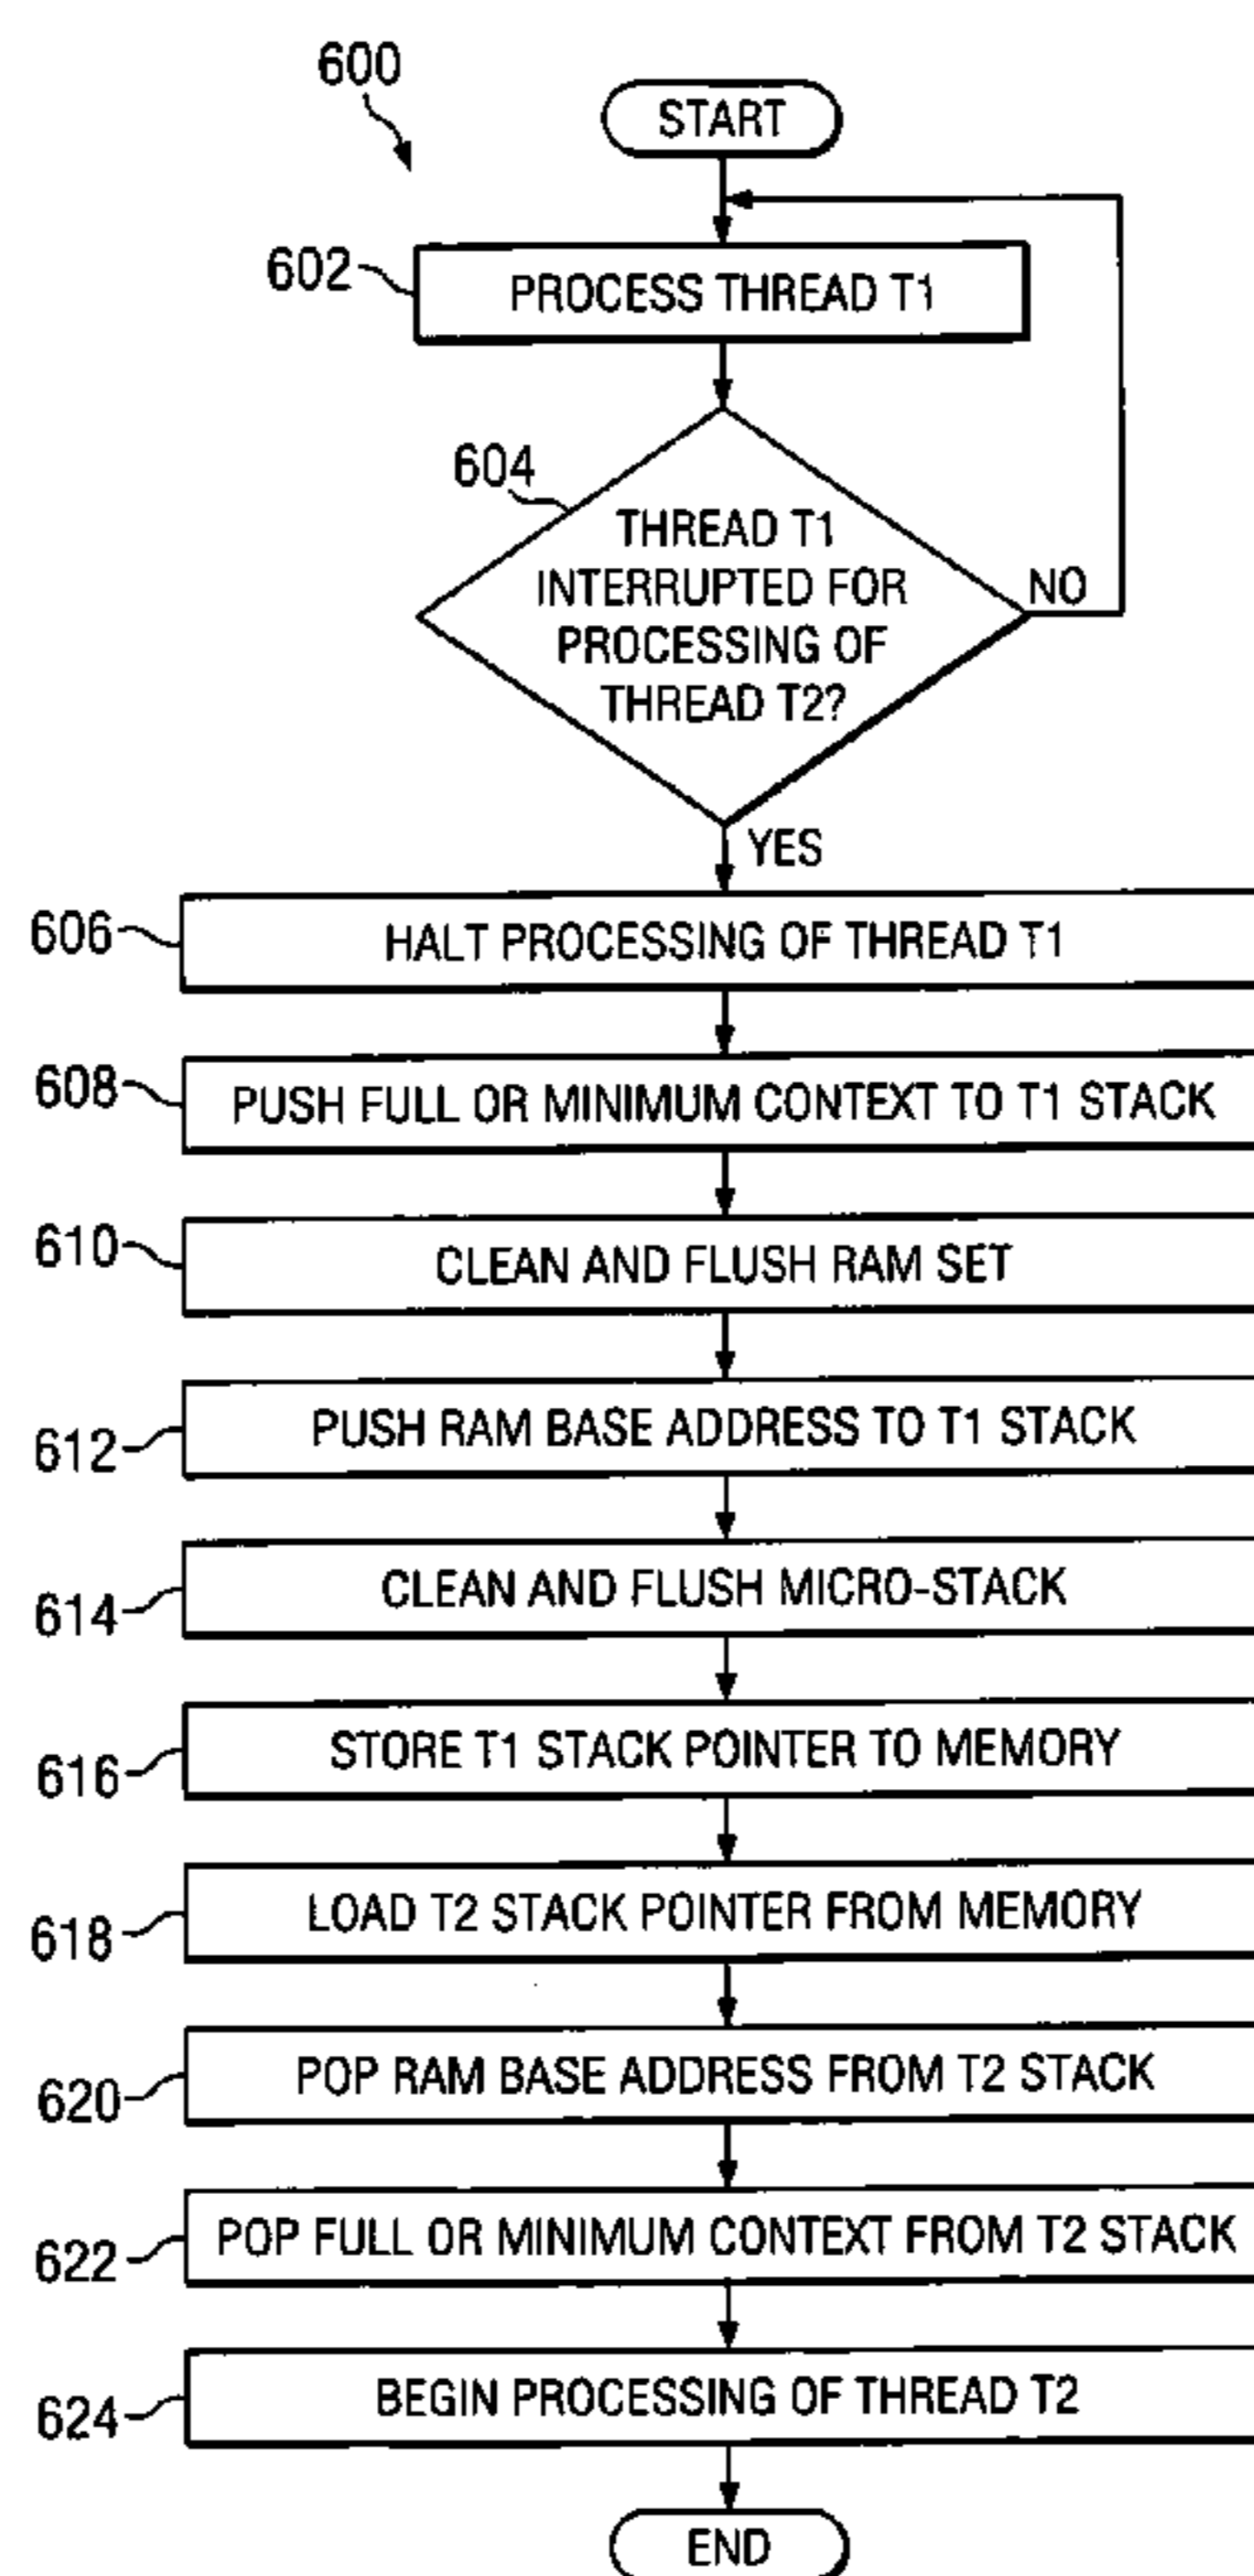 600
START
602
PROCESS THREAD T1
604
THREAD T1
INTERRUPTED FOR
PROCESSING OF
THREAD T2?
NO
YES
606
HALT PROCESSING OF THREAD T1
608
PUSH FULL OR MINIMUM CONTEXT TO T1 STACK
610
CLEAN AND FLUSH RAM SET
612
PUSH RAM BASE ADDRESS TO T1 STACK
614
CLEAN AND FLUSH MICRO-STACK
616
STORE T1 STACK POINTER TO MEMORY
618
LOAD T2 STACK POINTER FROM MEMORY
620
POP RAM BASE ADDRESS FROM T2 STACK
622
POP FULL OR MINIMUM CONTEXT FROM T2 STACK
624
BEGIN PROCESSING OF THREAD T2
END